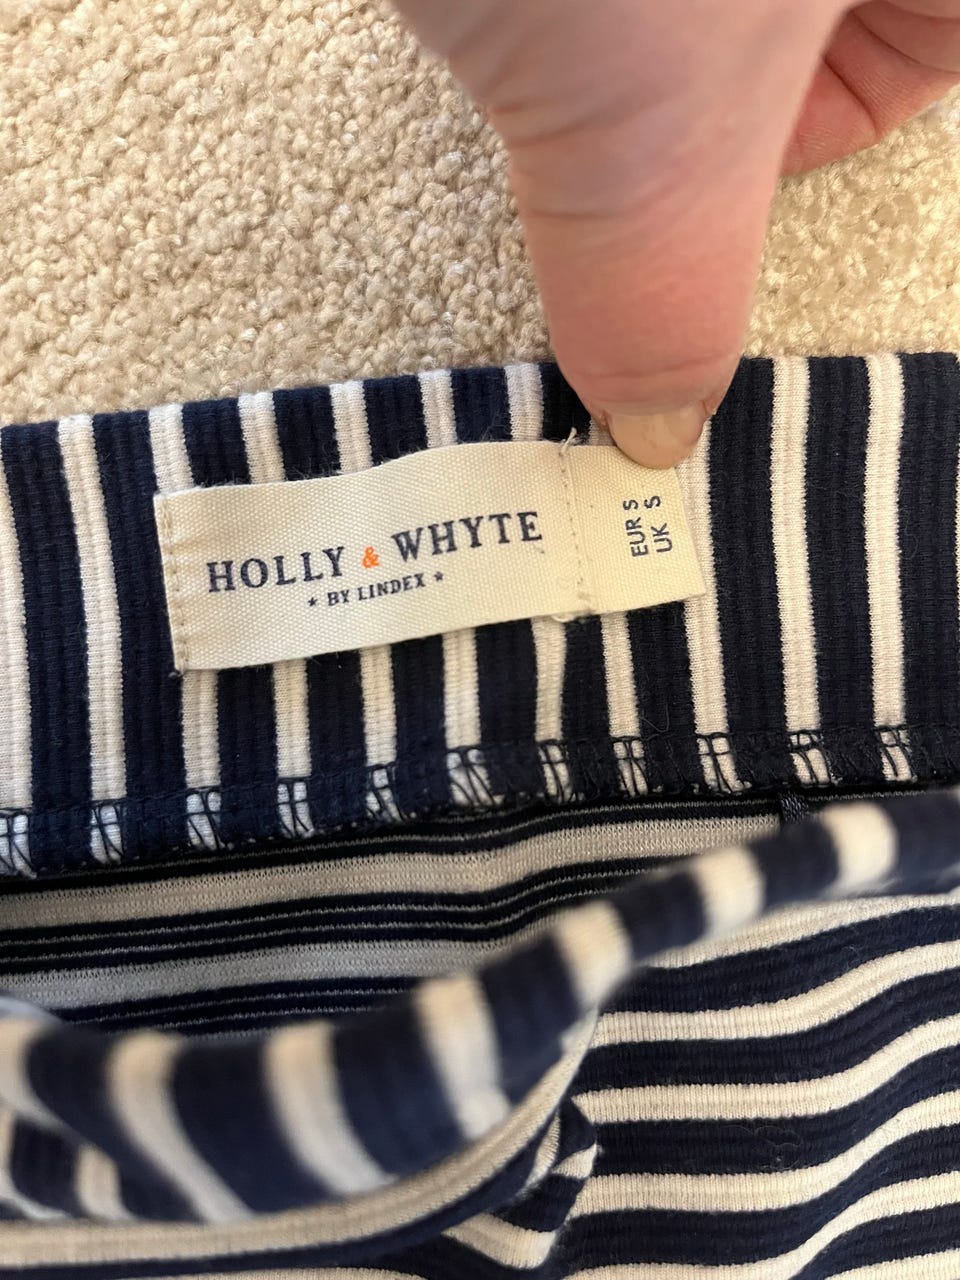 HOLLY & WHYTE
* BY LINDEX *
EUR S
UK S